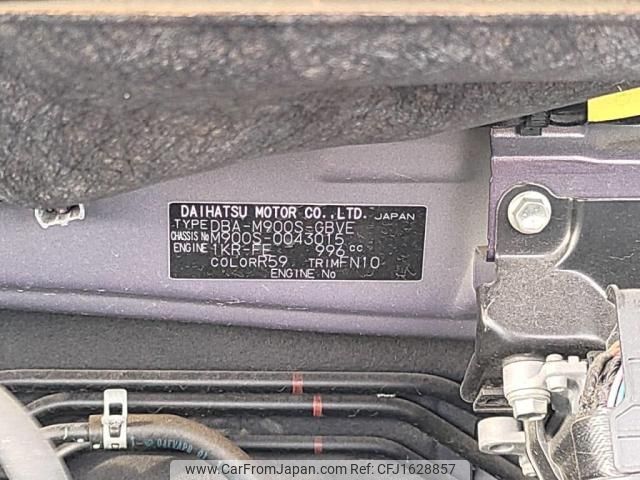 DAIHATSU MOTOR CO.,LTD. JAPAN
TYPE DBA-M900S-GBVE
CHASSIS No M900S-0043015
ENGINE 1KR-FE 996cc
COLOR R59 TRIM FN10
ENGINE No
www.CarFromJapan.com | Ref No: CFJ1628857